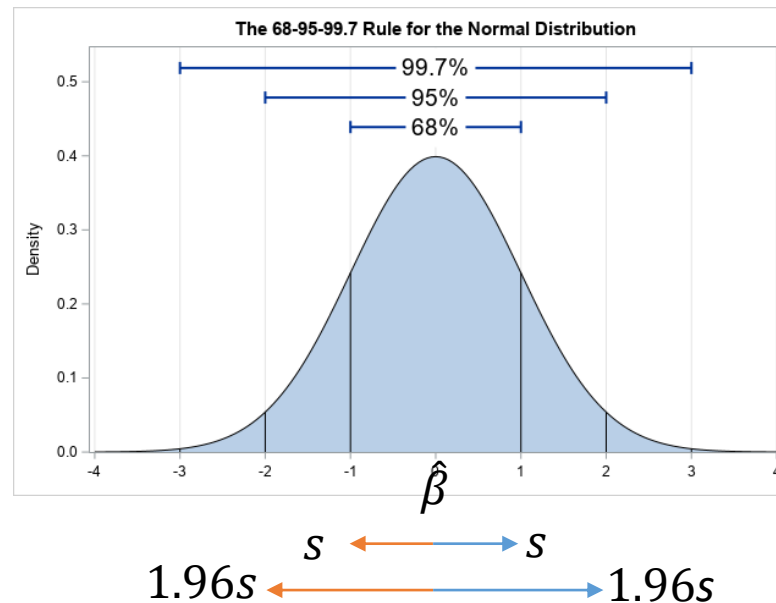 The 68-95-99.7 Rule for the Normal Distribution
99.7%
95%
68%
0.5
0.4
0.3
0.2
0.1
0.0
Density
-4 -3 -2 -1 0 1 2 3 4
β̂
s s
1.96s 1.96s